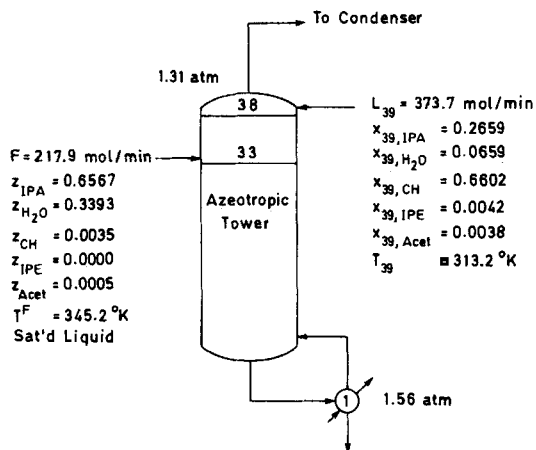 To Condenser
1.31 atm
38
L39 = 373.7 mol/min
x39,IPA = 0.2659
x39,H2O = 0.0659
x39,CH = 0.6602
x39,IPE = 0.0042
x39,Acet = 0.0038
T39 = 313.2 °K
F = 217.9 mol/min
33
zIPA = 0.6567
zH2O = 0.3393
zCH = 0.0035
zIPE = 0.0000
zAcet = 0.0005
TF = 345.2 °K
Sat'd Liquid
Azeotropic
Tower
1
1.56 atm